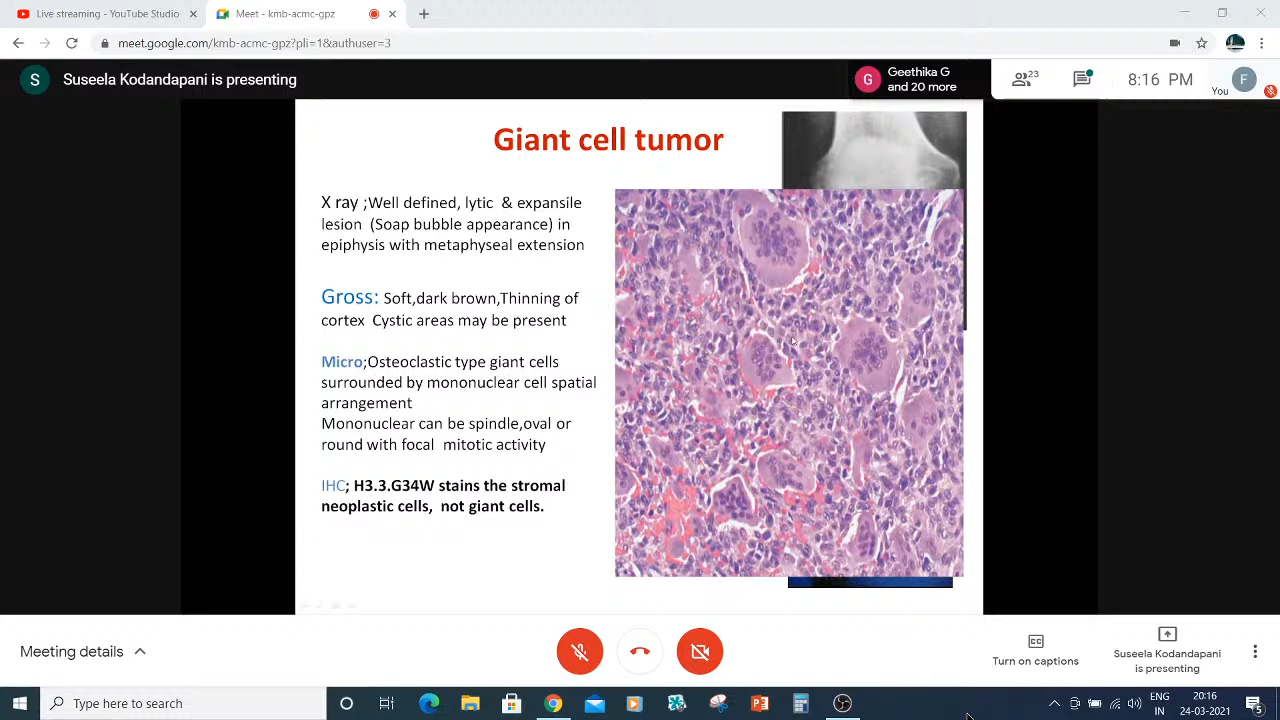 Live streaming - YouTube Studio
Meet - kmb-acmc-gpz
meet.google.com/kmb-acmc-gpz?pli=1&authuser=3
S
Suseela Kodandapani is presenting
G
Geethika G
and 20 more
23
8:16 PM
You
F
Giant cell tumor
X ray ;Well defined, lytic & expansile
lesion (Soap bubble appearance) in
epiphysis with metaphyseal extension
Gross: Soft,dark brown,Thinning of
cortex Cystic areas may be present
Micro;Osteoclastic type giant cells
surrounded by mononuclear cell spatial
arrangement
Mononuclear can be spindle,oval or
round with focal mitotic activity
IHC; H3.3.G34W stains the stromal
neoplastic cells, not giant cells.
Meeting details
CC
Turn on captions
Suseela Kodandapani
is presenting
Type here to search
ENG
IN
20:16
24-03-2021
5